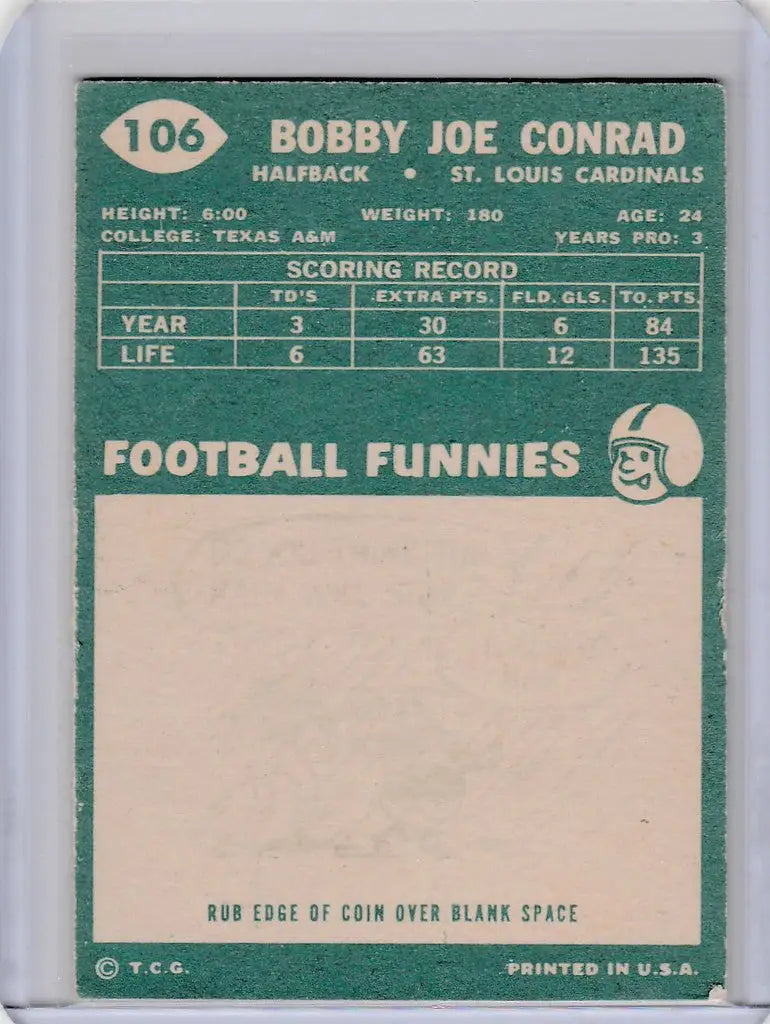 106
BOBBY JOE CONRAD
HALFBACK • ST. LOUIS CARDINALS
HEIGHT: 6:00 WEIGHT: 180 AGE: 24
COLLEGE: TEXAS A&M YEARS PRO: 3
SCORING RECORD
TD'S EXTRA PTS. FLD. GLS. TO. PTS.
YEAR 3 30 6 84
LIFE 6 63 12 135
FOOTBALL FUNNIES
RUB EDGE OF COIN OVER BLANK SPACE
© T.C.G. PRINTED IN U.S.A.